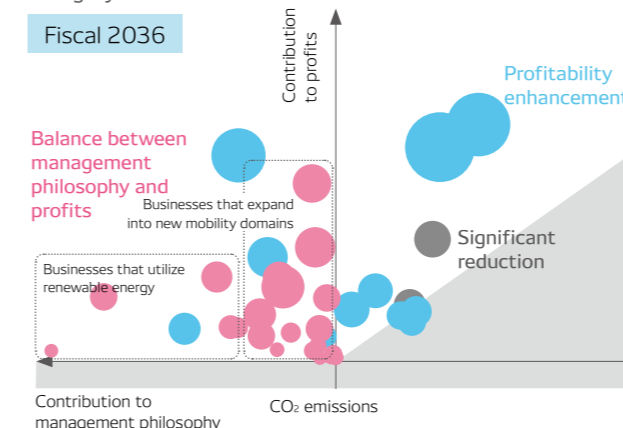 Fiscal 2036
Contribution
to profits
Profitability
enhancement
Balance between
management
philosophy and
profits
Businesses that expand
into new mobility domains
Significant
reduction
Businesses that utilize
renewable energy
Contribution to
management philosophy
CO₂ emissions